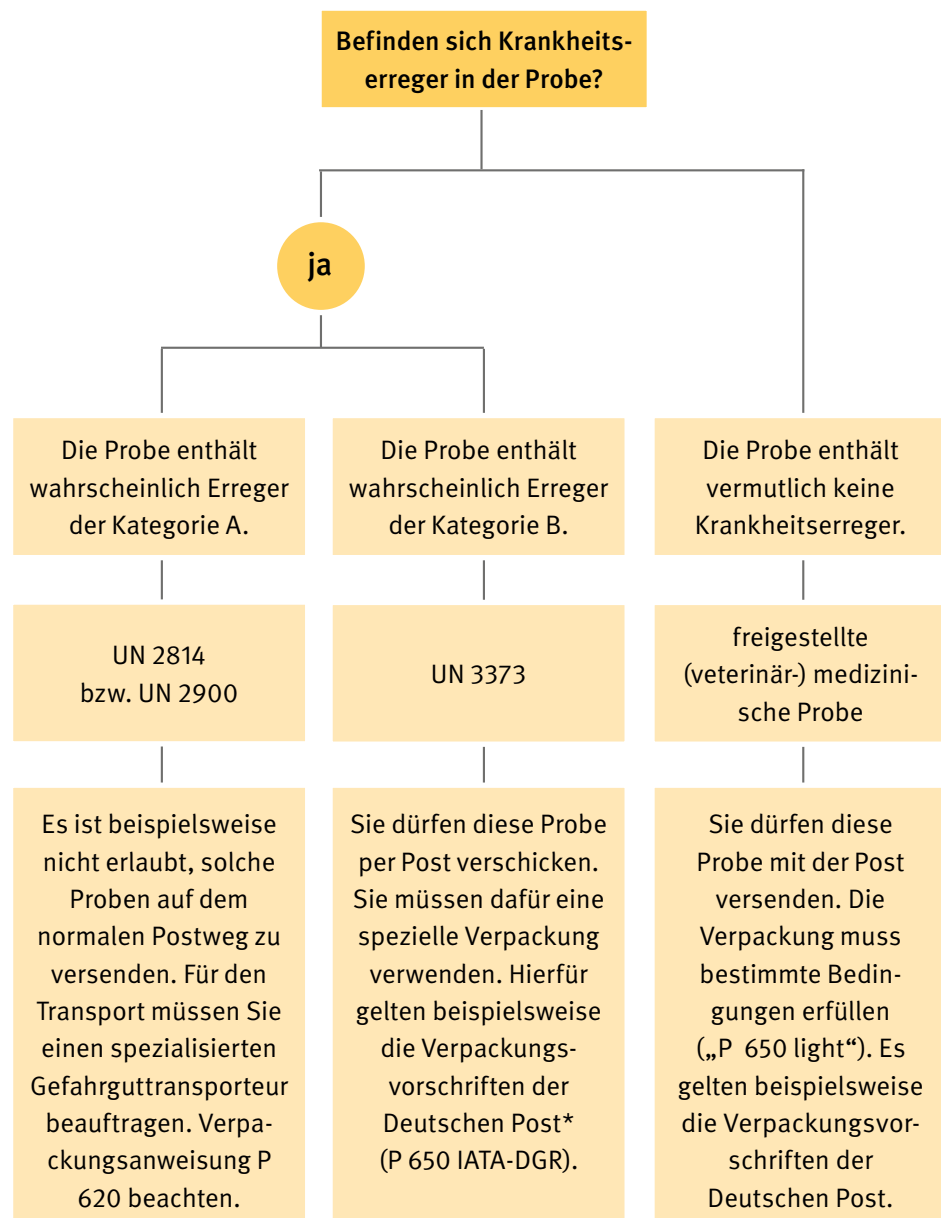 Befinden sich Krankheits-
erreger in der Probe?
ja
Die Probe enthält
wahrscheinlich Erreger
der Kategorie A.
Die Probe enthält
wahrscheinlich Erreger
der Kategorie B.
Die Probe enthält
vermutlich keine
Krankheitserreger.
UN 2814
bzw. UN 2900
UN 3373
freigestellte
(veterinär-) medizini-
sche Probe
Es ist beispielsweise
nicht erlaubt, solche
Proben auf dem
normalen Postweg zu
versenden. Für den
Transport müssen Sie
einen spezialisierten
Gefahrguttransporteur
beauftragen. Verpa-
ckungsanweisung P
620 beachten.
Sie dürfen diese Probe
per Post verschicken.
Sie müssen dafür eine
spezielle Verpackung
verwenden. Hierfür
gelten beispielsweise
die Verpackungs-
vorschriften der
Deutschen Post*
(P 650 IATA-DGR).
Sie dürfen diese
Probe mit der Post
versenden. Die
Verpackung muss
bestimmte Bedin-
gungen erfüllen
(„P 650 light“). Es
gelten beispielsweise
die Verpackungsvor-
schriften der
Deutschen Post.